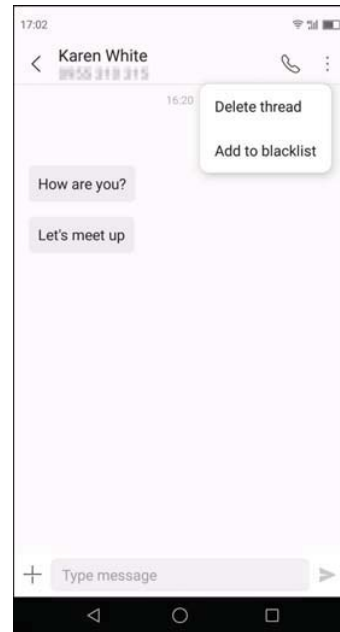 17:02
Karen White
16:20
Delete thread
Add to blacklist
How are you?
Let's meet up
Type message